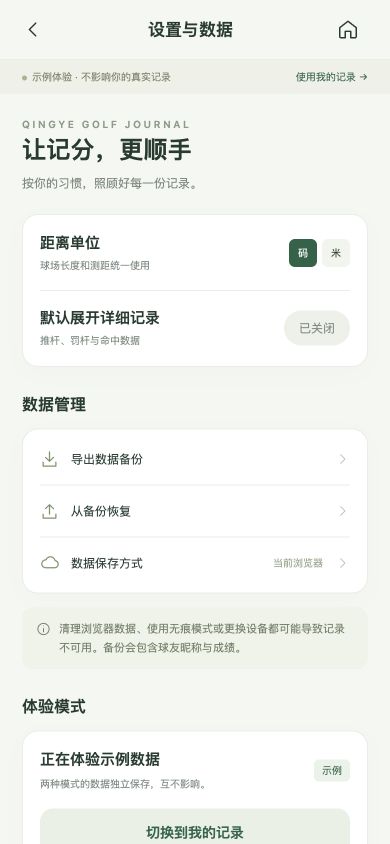 设置与数据
示例体验 · 不影响你的真实记录
使用我的记录 →
QINGYE GOLF JOURNAL
让记分，更顺手
按你的习惯，照顾好每一份记录。
距离单位
球场长度和测距统一使用
码
米
默认展开详细记录
推杆、罚杆与命中数据
已关闭
数据管理
导出数据备份
从备份恢复
数据保存方式
当前浏览器
清理浏览器数据、使用无痕模式或更换设备都可能导致记录
不可用。备份会包含球友昵称与成绩。
体验模式
正在体验示例数据
两种模式的数据独立保存，互不影响。
示例
切换到我的记录